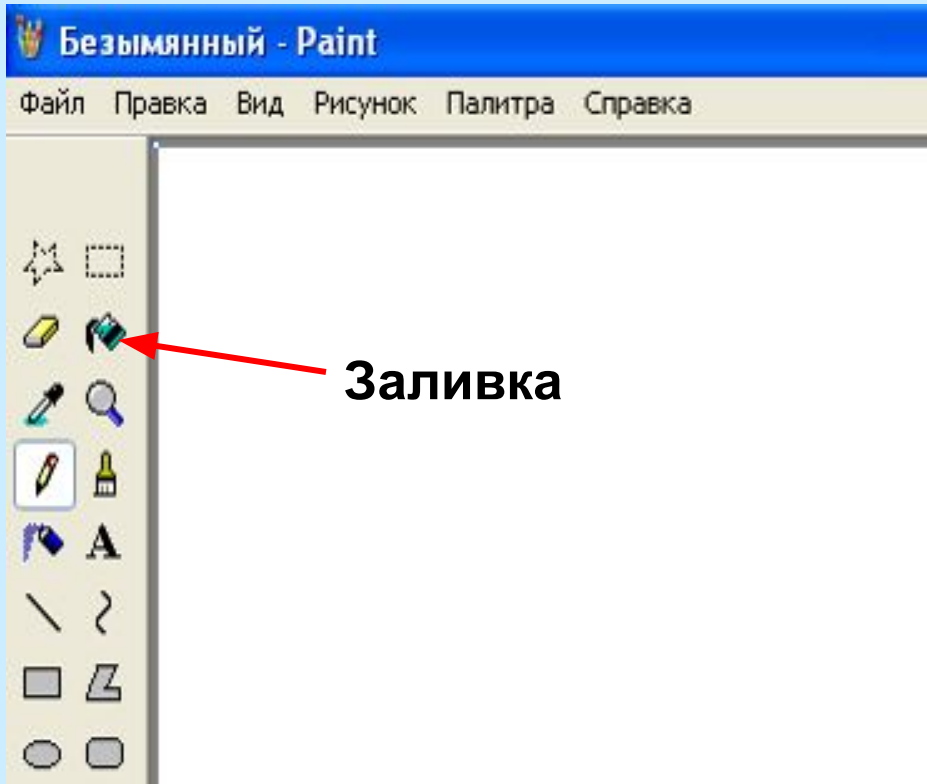 Безымянный - Paint
Файл Правка Вид Рисунок Палитра Справка
Заливка
A